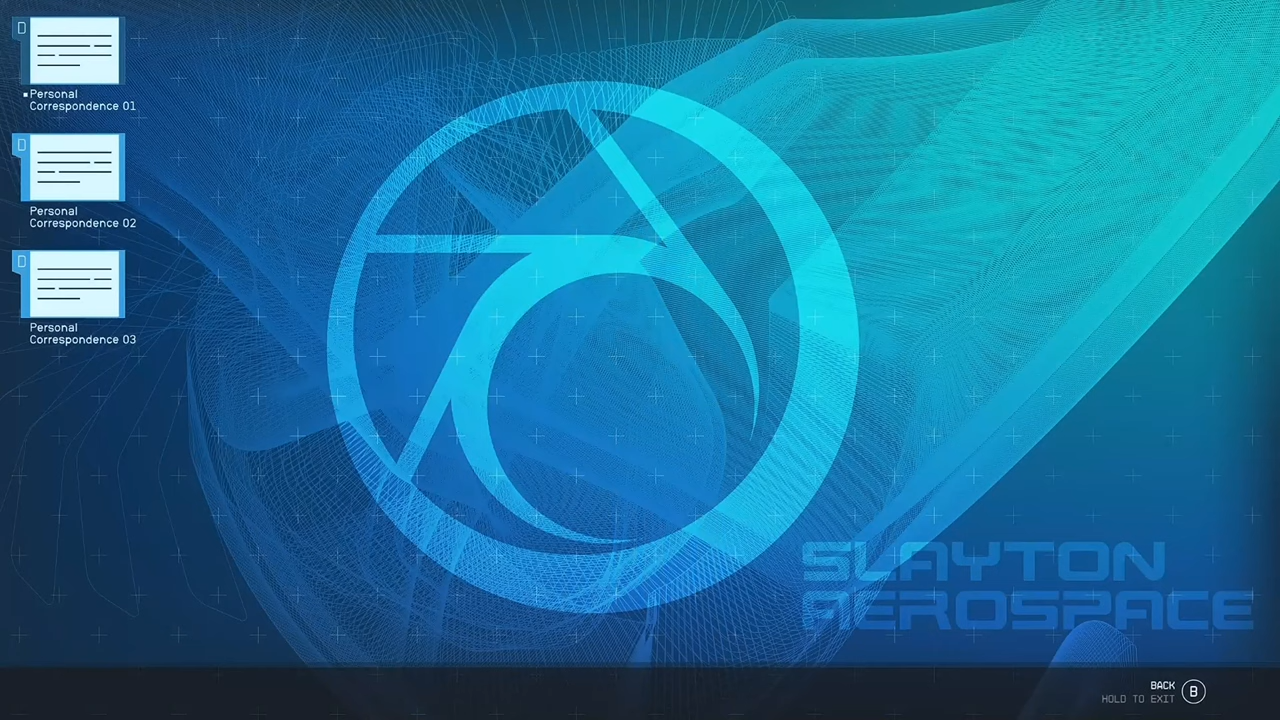 Personal
Correspondence 01
Personal
Correspondence 02
Personal
Correspondence 03
SLAYTON
AEROSPACE
BACK
HOLD TO EXIT
B